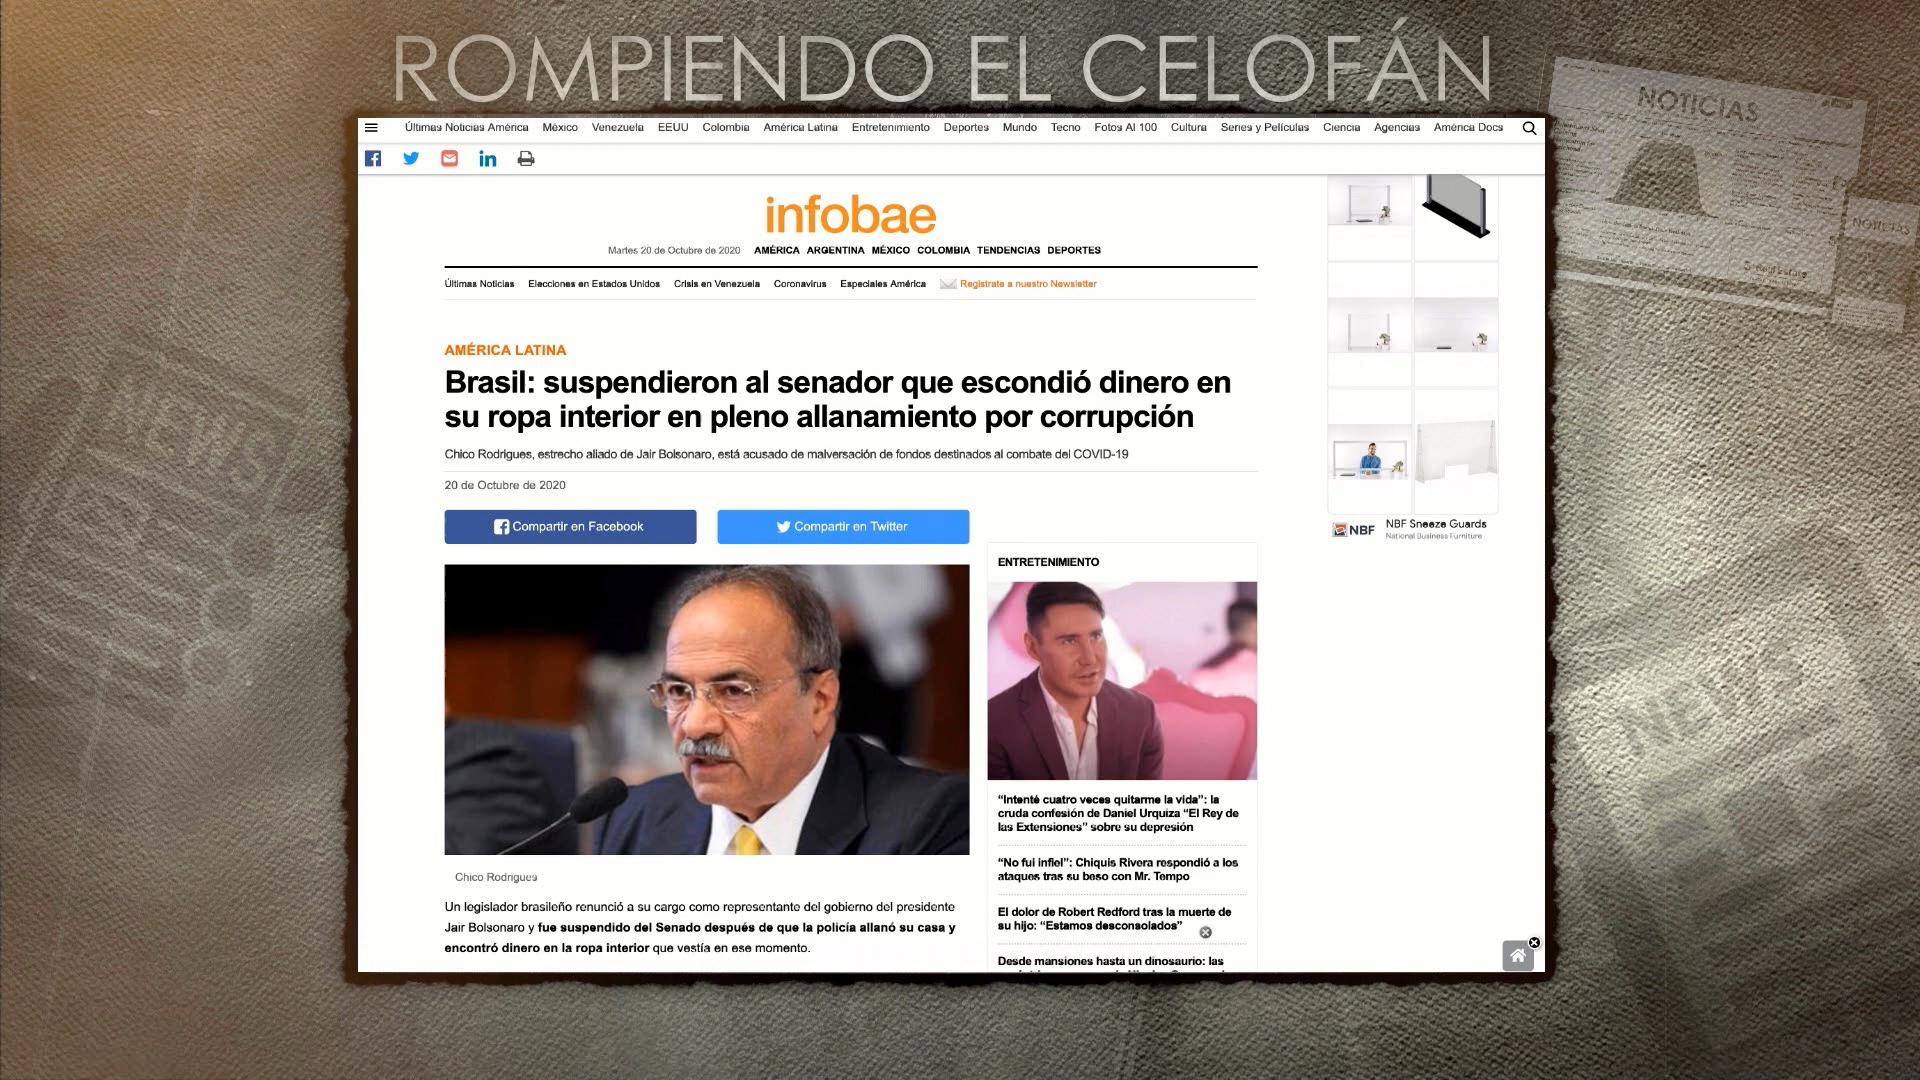 ROMPIENDO EL CELOFÁN
NOTICIAS
NOTICIAS
Últimas Noticias América México Venezuela EEUU Colombia América Latina Entretenimiento Deportes Mundo Tecno Fotos Al 100 Cultura Series y Películas Ciencia Agencias América Docs
infobae
Martes 20 de Octubre de 2020 AMÉRICA ARGENTINA MÉXICO COLOMBIA TENDENCIAS DEPORTES
Últimas Noticias Elecciones en Estados Unidos Crisis en Venezuela Coronavirus Especiales América Registrate a nuestro Newsletter
AMÉRICA LATINA
Brasil: suspendieron al senador que escondió dinero en
su ropa interior en pleno allanamiento por corrupción
Chico Rodrigues, estrecho aliado de Jair Bolsonaro, está acusado de malversación de fondos destinados al combate del COVID-19
20 de Octubre de 2020
Compartir en Facebook Compartir en Twitter
NBF NBF Sneeze Guards
National Business Furniture
Chico Rodrigues
Un legislador brasileño renunció a su cargo como representante del gobierno del presidente
Jair Bolsonaro y fue suspendido del Senado después de que la policía allanó su casa y
encontró dinero en la ropa interior que vestía en ese momento.
ENTRETENIMIENTO
“Intenté cuatro veces quitarme la vida”: la
cruda confesión de Daniel Urquiza “El Rey de
las Extensiones” sobre su depresión
“No fui infiel”: Chiquis Rivera respondió a los
ataques tras su beso con Mr. Tempo
El dolor de Robert Redford tras la muerte de
su hijo: “Estamos desconsolados”
Desde mansiones hasta un dinosaurio: las